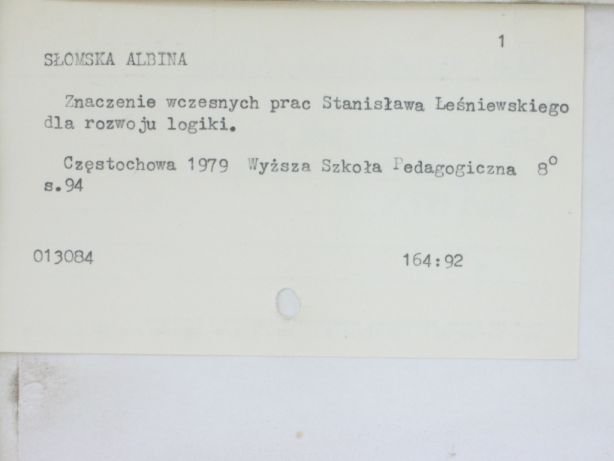 1
SŁOMSKA ALBINA
Znaczenie wczesnych prac Stanisława Leśniewskiego
dla rozwoju logiki.
Częstochowa 1979 Wyższa Szkoła Pedagogiczna 8°
s.94
013084 164:92